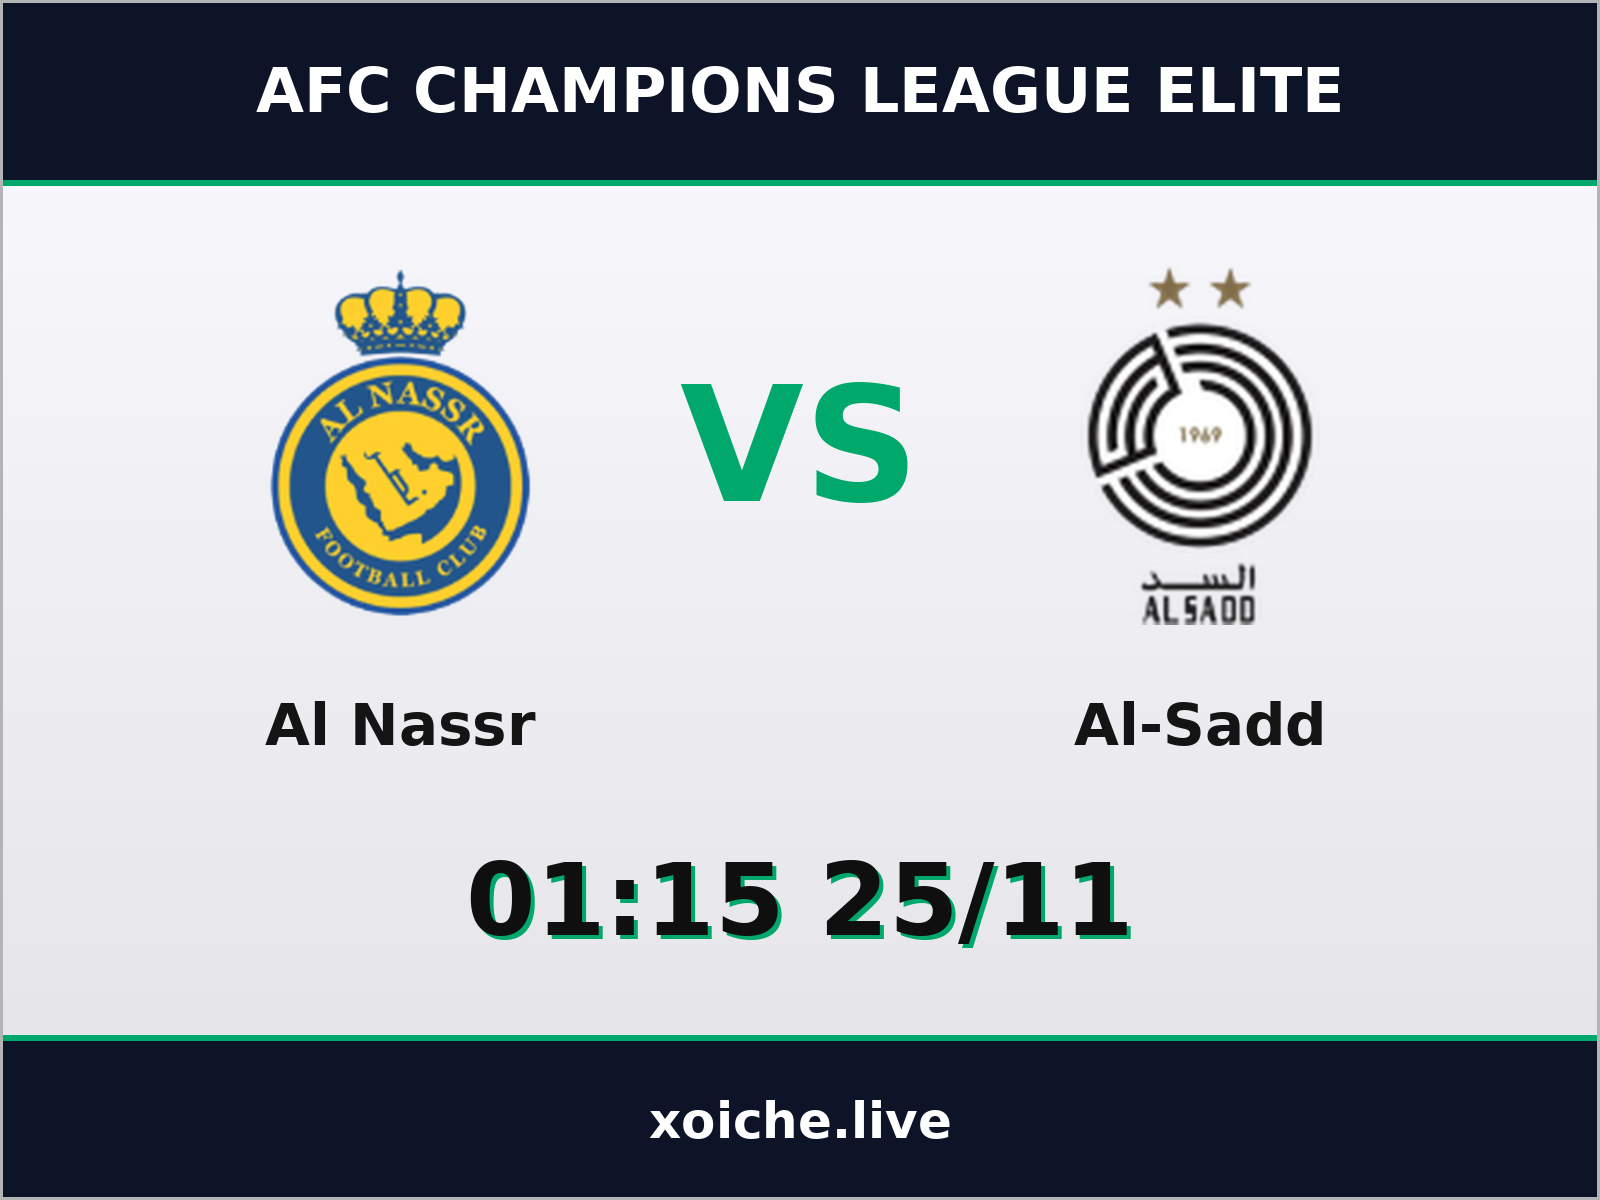 AFC CHAMPIONS LEAGUE ELITE
AL NASSR
FOOTBALL CLUB
VS
1969
السد
AL SADD
Al Nassr
Al-Sadd
01:15 25/11
xoiche.live